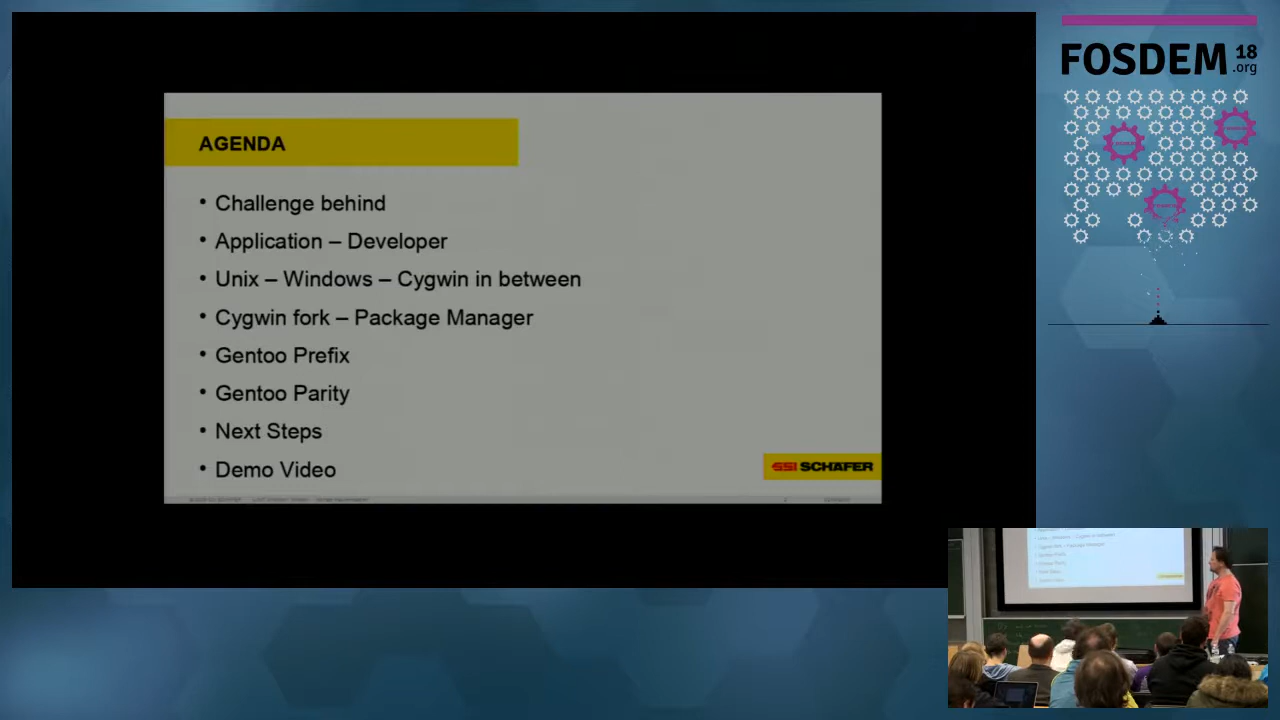 AGENDA
• Challenge behind
• Application – Developer
• Unix – Windows – Cygwin in between
• Cygwin fork – Package Manager
• Gentoo Prefix
• Gentoo Parity
• Next Steps
• Demo Video
SSI SCHÄFER
FOSDEM 18
.org